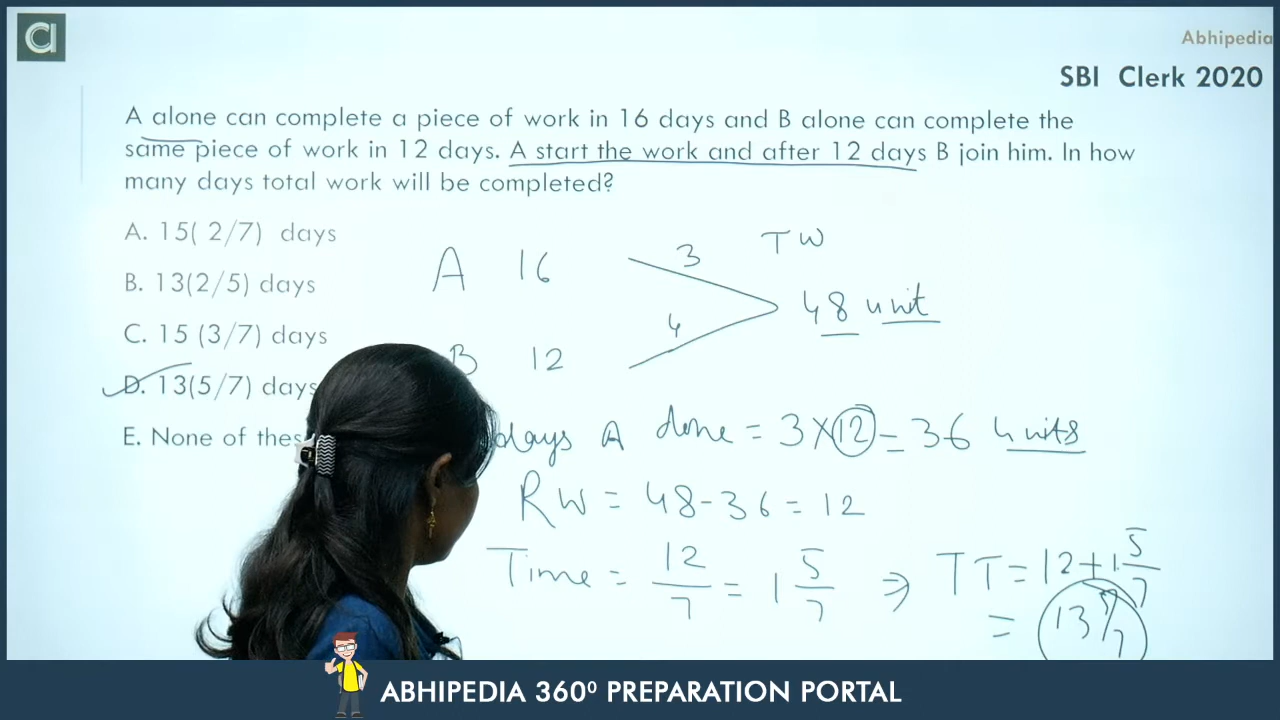 Abhipedia
SBI Clerk 2020
A alone can complete a piece of work in 16 days and B alone can complete the
same piece of work in 12 days. A start the work and after 12 days B join him. In how
many days total work will be completed?
A. 15( 2/7) days
B. 13(2/5) days
C. 15 (3/7) days
D. 13(5/7) days
E. None of thes
A 16 3 TW
48 unit
B 12 4
days A done = 3 × 12 = 36 units
RW = 48 - 36 = 12
Time = 12/7 = 1 5/7 ⇒ TT = 12 + 1 5/7
= 13 5/7
ABHIPEDIA 360⁰ PREPARATION PORTAL